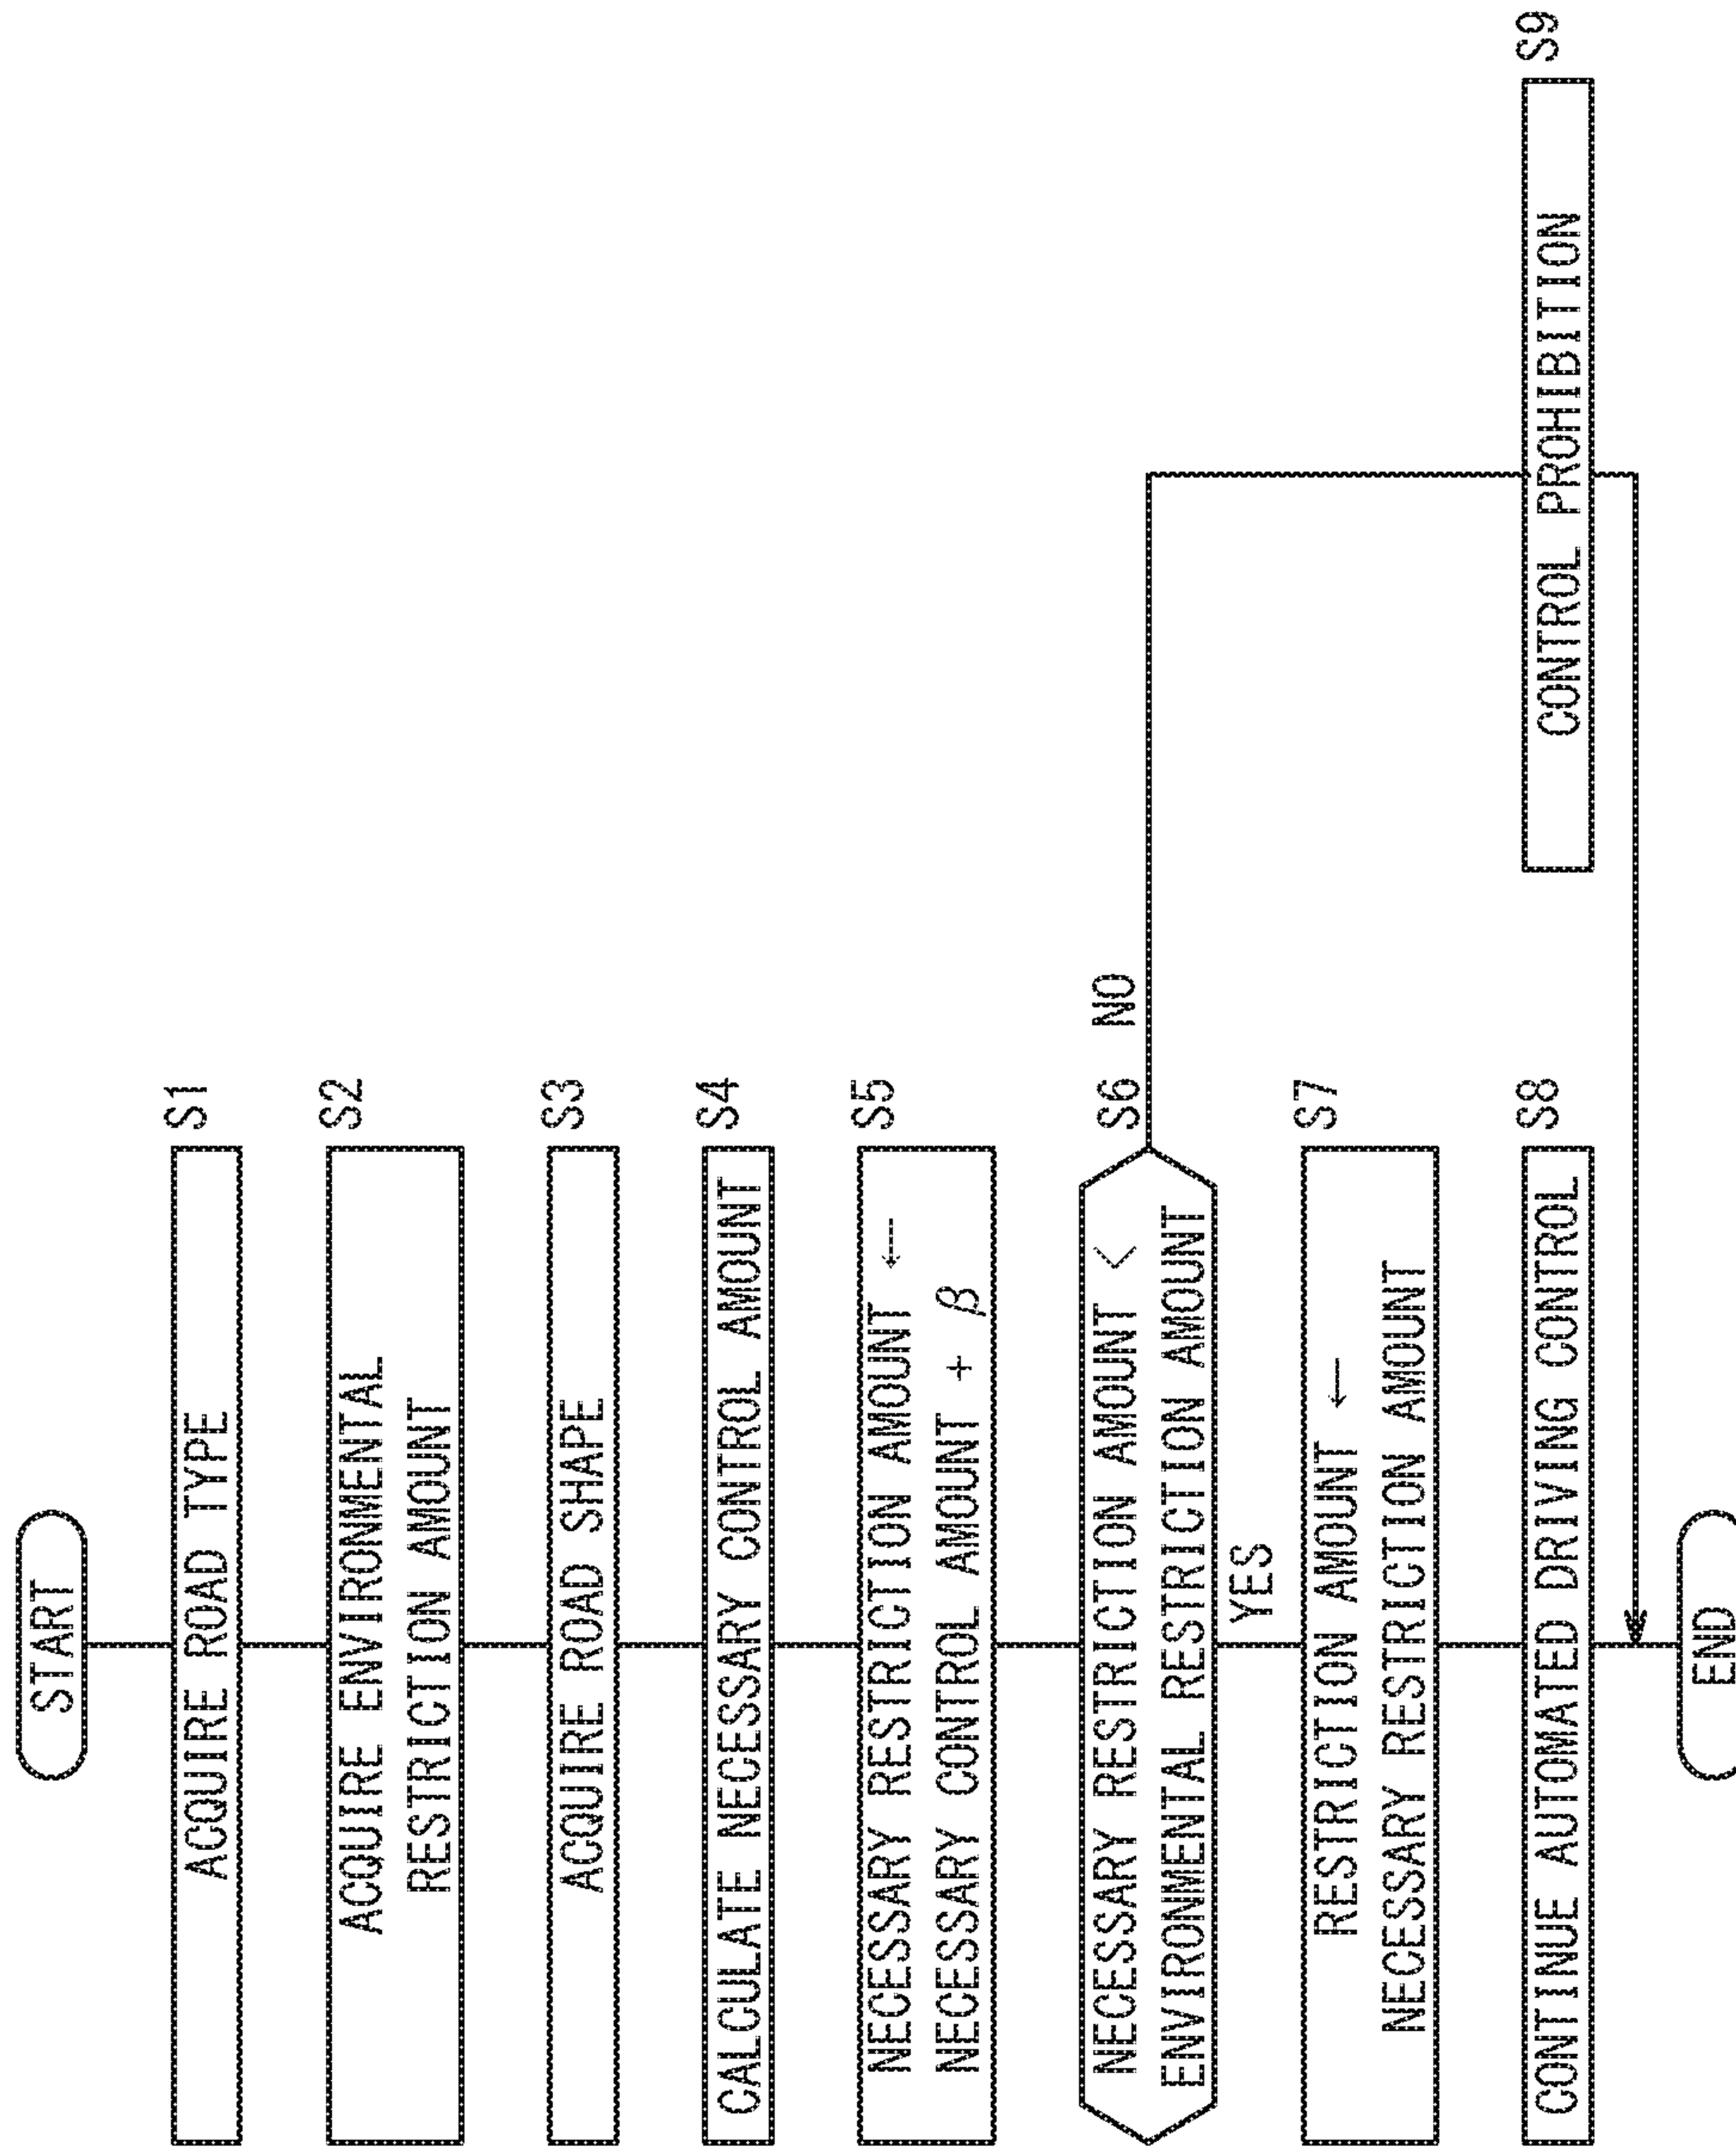 START
ACQUIRE ROAD TYPE
S1
ACQUIRE ENVIRONMENTAL
RESTRICTION AMOUNT
S2
ACQUIRE ROAD SHAPE
S3
CALCULATE NECESSARY CONTROL AMOUNT
S4
NECESSARY RESTRICTION AMOUNT ←
NECESSARY CONTROL AMOUNT + β
S5
NECESSARY RESTRICTION AMOUNT <
ENVIRONMENTAL RESTRICTION AMOUNT
S6
NO
YES
RESTRICTION AMOUNT ←
NECESSARY RESTRICTION AMOUNT
S7
CONTINUE AUTOMATED DRIVING CONTROL
S8
CONTROL PROHIBITION
S9
END